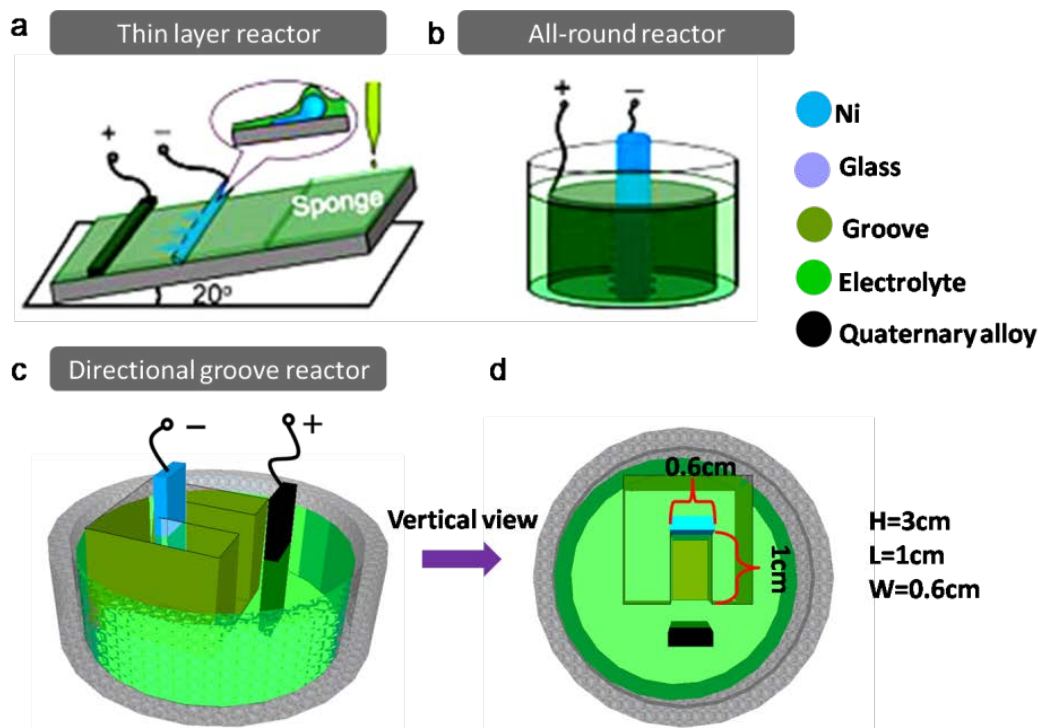 a
Thin layer reactor
b
All-round reactor
+
−
Sponge
20°
+
−
Ni
Glass
Groove
Electrolyte
Quaternary alloy
c
Directional groove reactor
d
−
+
Vertical view
0.6cm
1cm
H=3cm
L=1cm
W=0.6cm